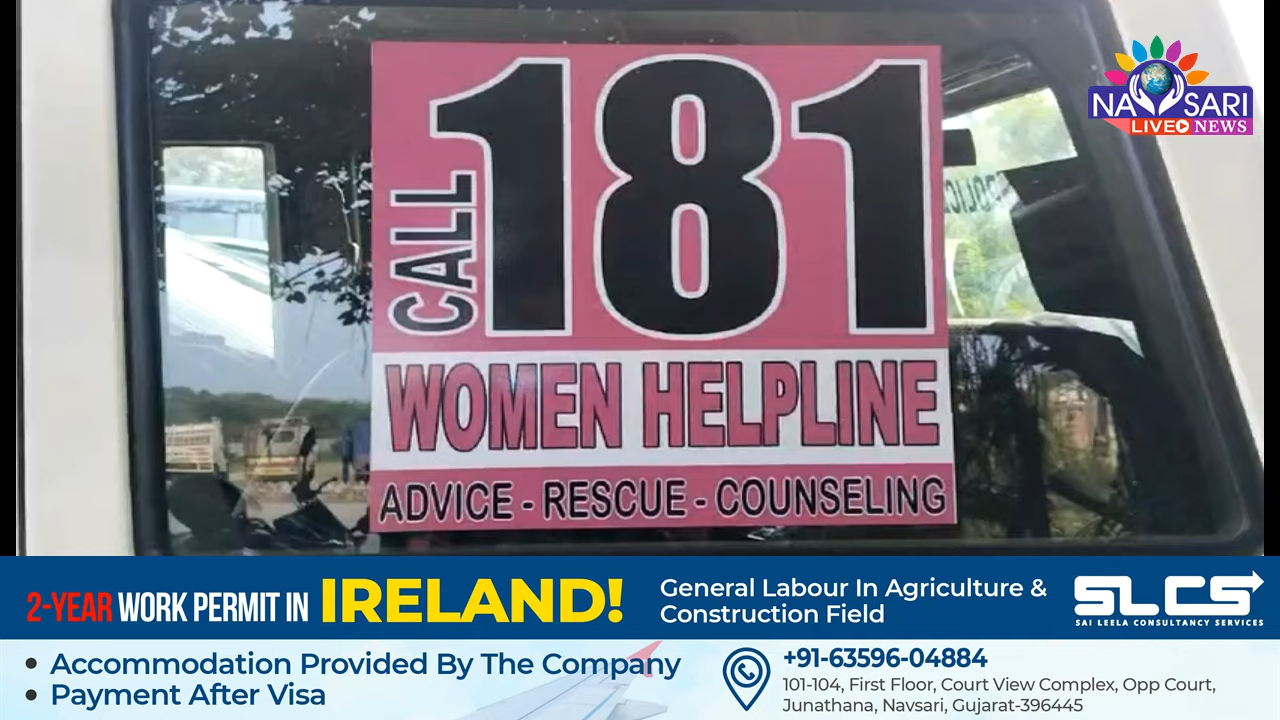 CALL
181
WOMEN HELPLINE
ADVICE - RESCUE - COUNSELING
NAVSARI
LIVE NEWS
POLICE
2-YEAR WORK PERMIT IN IRELAND!
General Labour In Agriculture &
Construction Field
SLCS
SAI LEELA CONSULTANCY SERVICES
• Accommodation Provided By The Company
• Payment After Visa
+91-63596-04884
101-104, First Floor, Court View Complex, Opp Court,
Junathana, Navsari, Gujarat-396445